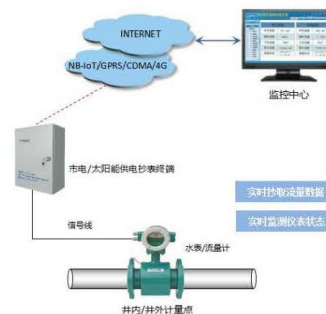 INTERNET
NB-IoT/GPRS/CDMA/4G
监控中心
市电/太阳能供电抄表终端
实时抄取流量数据
信号线
实时监测仪表状态
水表/流量计
井内/井外计量点